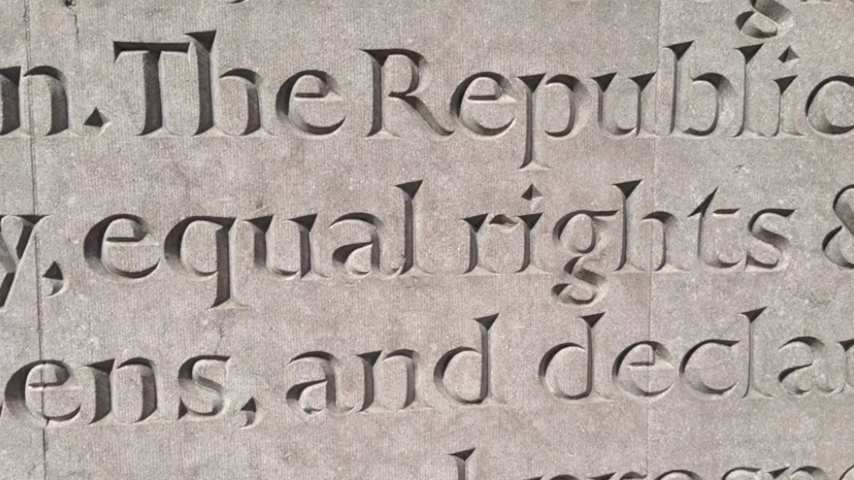 n. The Republic
y, equal rights &
ens, and declar